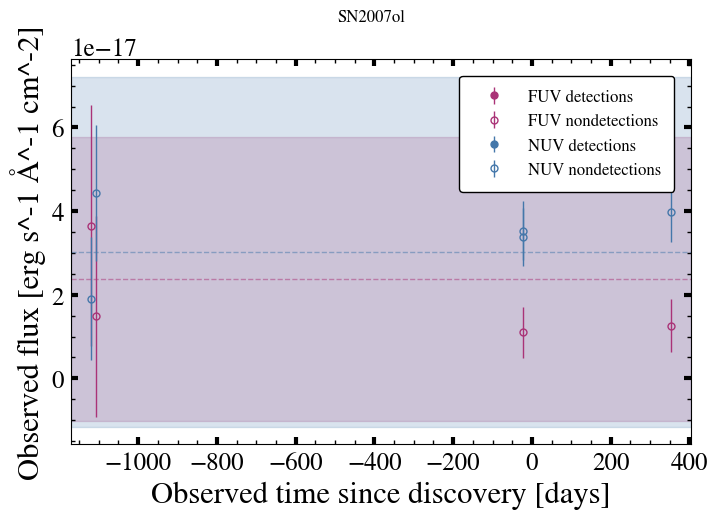 SN2007ol
1e−17
Observed flux [erg s^-1 Å^-1 cm^-2]
6
4
2
0
FUV detections
FUV nondetections
NUV detections
NUV nondetections
−1000 −800 −600 −400 −200 0 200 400
Observed time since discovery [days]